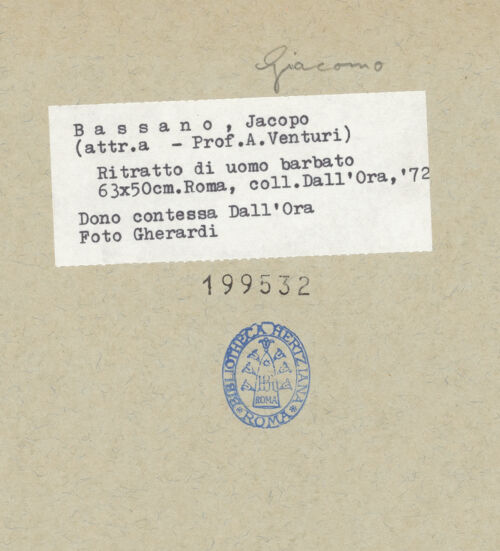 Giacomo
B a s s a n o , Jacopo
(attr.a - Prof.A.Venturi)
Ritratto di uomo barbato
63x50cm.Roma, coll.Dall'Ora,'72
Dono contessa Dall'Ora
Foto Gherardi
199532
BIBLIOTHECA HERTZIANA
ROMA
* ROMA *